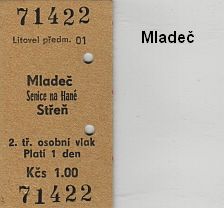 71422
Litovel předm. 01
Mladeč
Senice na Hané
Střeň
2. tř. osobní vlak
Platí 1 den
Kčs 1.00
71422
Mladeč